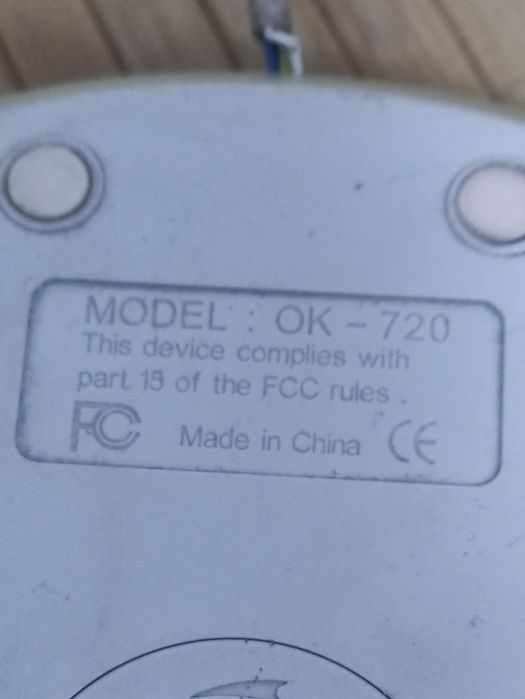 MODEL : OK - 720
This device complies with
part 15 of the FCC rules .
FC Made in China CE